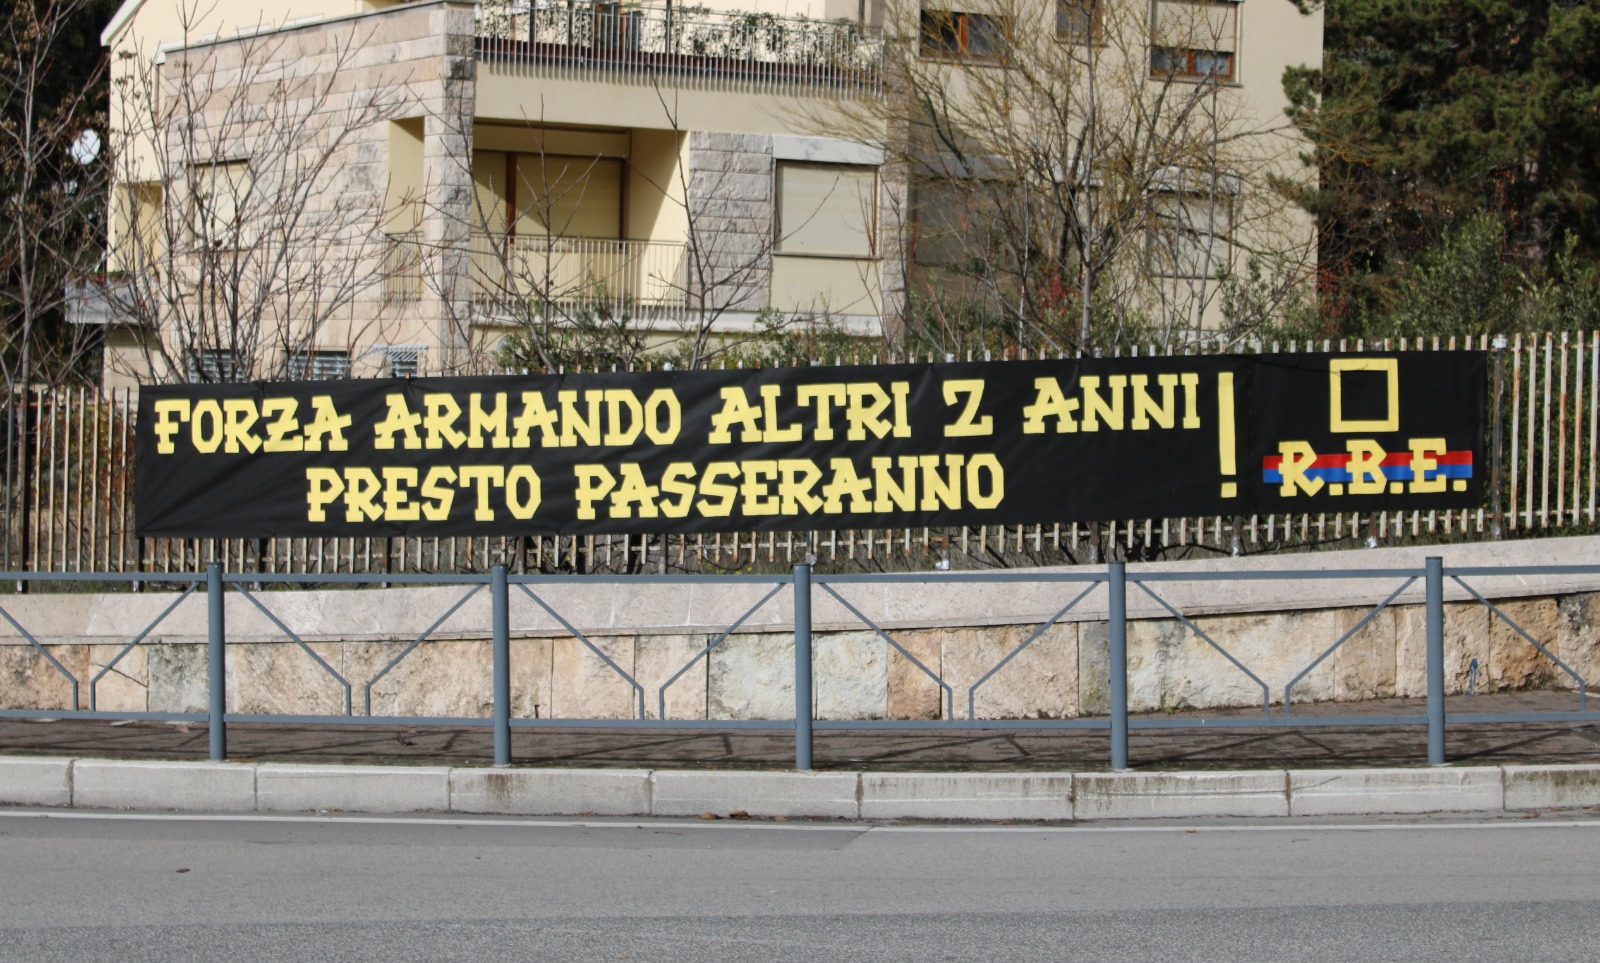 FORZA ARMANDO ALTRI 2 ANNI
PRESTO PASSERANNO !
R.B.E.